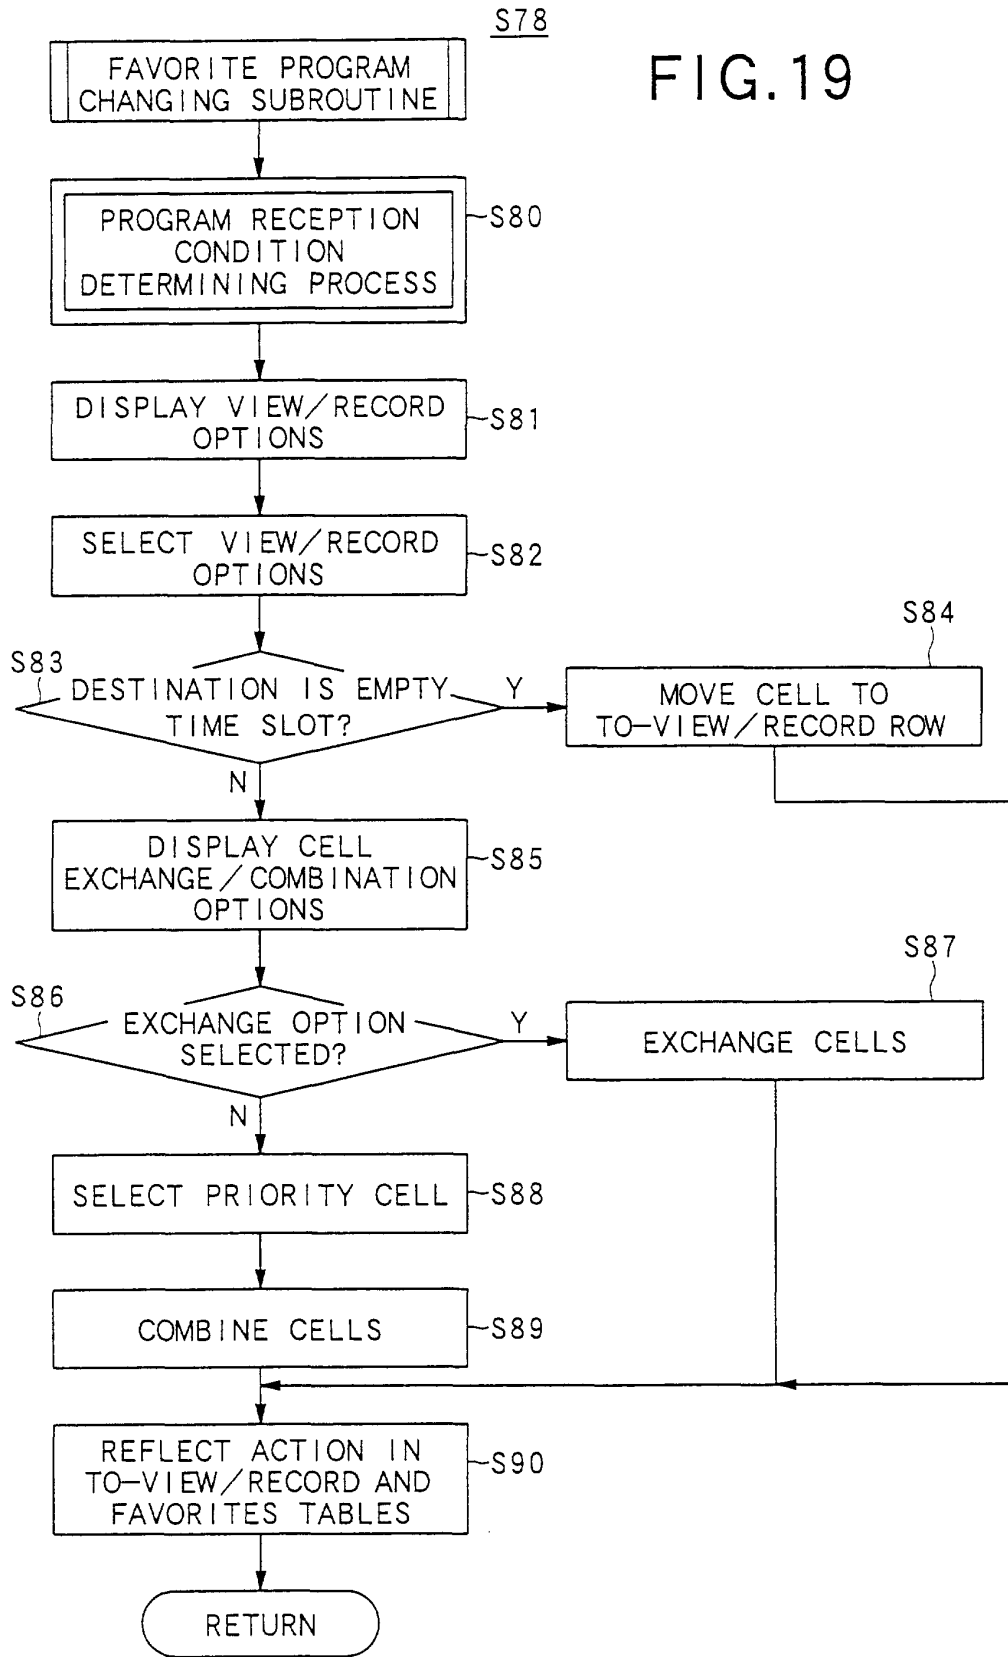 S78
FIG.19
FAVORITE PROGRAM
CHANGING SUBROUTINE
PROGRAM RECEPTION
CONDITION
DETERMINING PROCESS
S80
DISPLAY VIEW/RECORD
OPTIONS
S81
SELECT VIEW/RECORD
OPTIONS
S82
S83
DESTINATION IS EMPTY
TIME SLOT?
Y
N
S84
MOVE CELL TO
TO-VIEW/RECORD ROW
DISPLAY CELL
EXCHANGE/COMBINATION
OPTIONS
S85
S86
EXCHANGE OPTION
SELECTED?
Y
N
S87
EXCHANGE CELLS
SELECT PRIORITY CELL
S88
COMBINE CELLS
S89
REFLECT ACTION IN
TO-VIEW/RECORD AND
FAVORITES TABLES
S90
RETURN